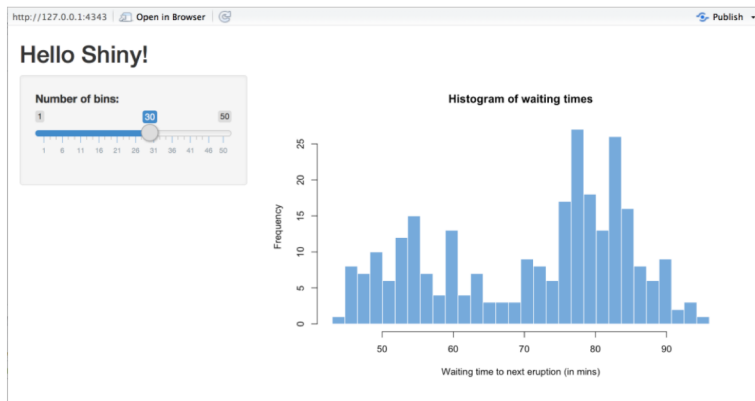 http://127.0.0.1:4343 Open in Browser Publish
Hello Shiny!
Number of bins:
1 30 50
1 6 11 16 21 26 31 36 41 46 50
Histogram of waiting times
Frequency
25
20
15
10
5
0
50 60 70 80 90
Waiting time to next eruption (in mins)